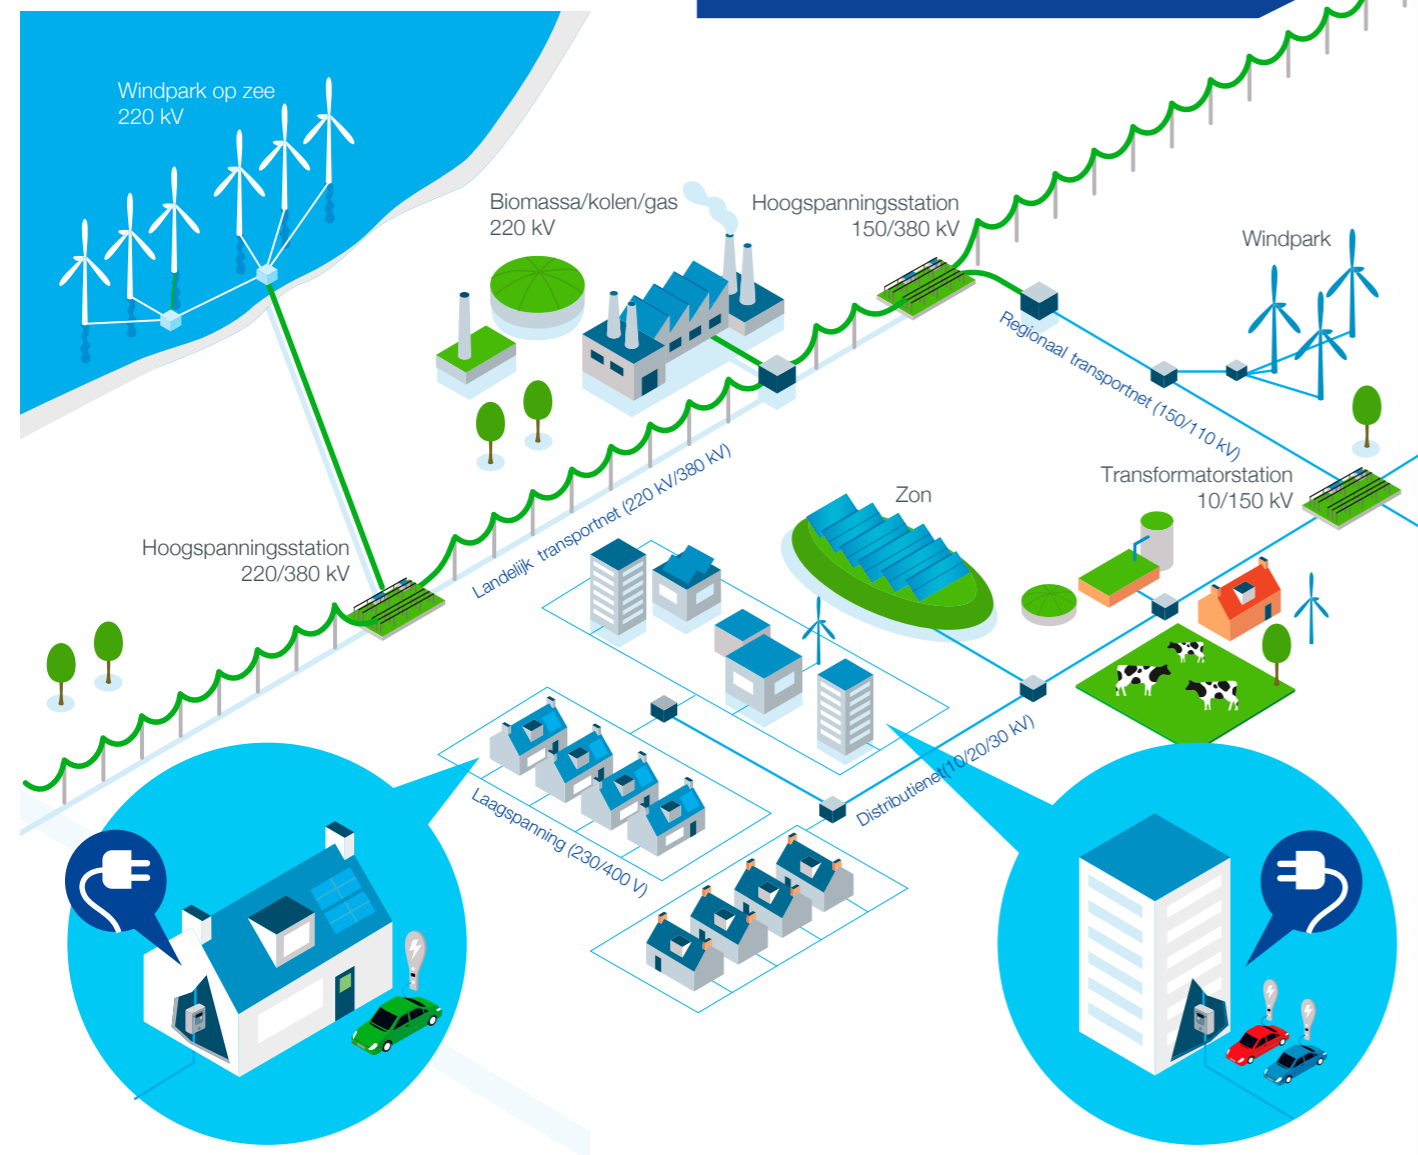 Windpark op zee
220 kV
Biomassa/kolen/gas
220 kV
Hoogspanningsstation
150/380 kV
Windpark
Regionaal transportnet (150/110 kV)
Transformatorstation
10/150 kV
Zon
Landelijk transportnet (220 kV/380 kV)
Hoogspanningsstation
220/380 kV
Distributienet(10/20/30 kV)
Laagspanning (230/400 V)